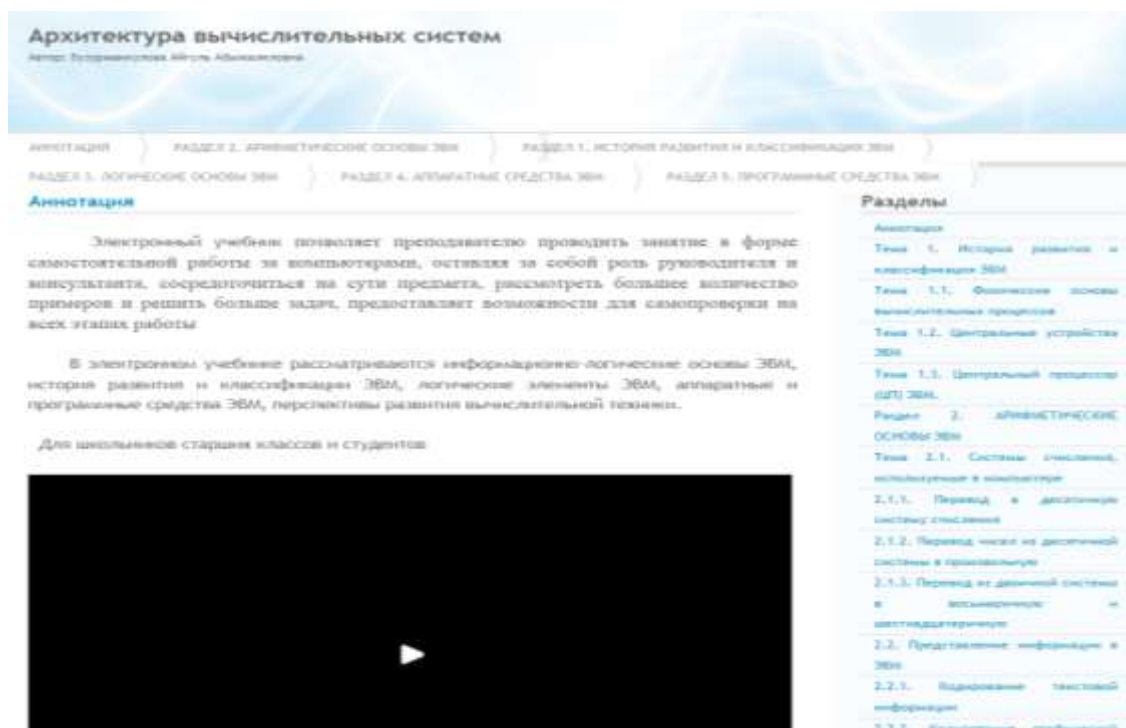 Архитектура вычислительных систем
Автор:
АННОТАЦИЯ РАЗДЕЛ 2. АРИФМЕТИЧЕСКИЕ ОСНОВЫ ЭВМ РАЗДЕЛ 1. ИСТОРИЯ РАЗВИТИЯ И КЛАССИФИКАЦИЯ ЭВМ
РАЗДЕЛ 3. ЛОГИЧЕСКИЕ ОСНОВЫ ЭВМ РАЗДЕЛ 4. АППАРАТНЫЕ СРЕДСТВА ЭВМ РАЗДЕЛ 5. ПРОГРАММНЫЕ СРЕДСТВА ЭВМ
Аннотация
Электронный учебник позволяет преподавателю проводить занятие в форме
самостоятельной работы за компьютерами, оставляя за собой роль руководителя и
консультанта, сосредоточиться на сути предмета, рассмотреть большее количество
примеров и решить больше задач, предоставляет возможности для самопроверки на
всех этапах работы
В электронном учебнике рассматриваются информационно-логические основы ЭВМ,
история развития и классификации ЭВМ, логические элементы ЭВМ, аппаратные и
программные средства ЭВМ, перспективы развития вычислительной техники.
Для школьников старших классов и студентов
Разделы
Аннотация
Тема 1. История развития и
классификация ЭВМ
Тема 1.1. Физические основы
вычислительных процессов
Тема 1.2. Центральные устройства
ЭВМ
Тема 1.3. Центральный процессор
(ЦП) ЭВМ.
Раздел 2. АРИФМЕТИЧЕСКИЕ
ОСНОВЫ ЭВМ
Тема 2.1. Системы счисления,
используемые в компьютере
2.1.1. Перевод в десятичную
систему счисления
2.1.2. Перевод чисел из десятичной
системы в произвольную
2.1.3. Перевод из двоичной системы
в восьмеричную и
шестнадцатеричную
2.2. Представление информации в
ЭВМ
2.2.1. Кодирование текстовой
информации